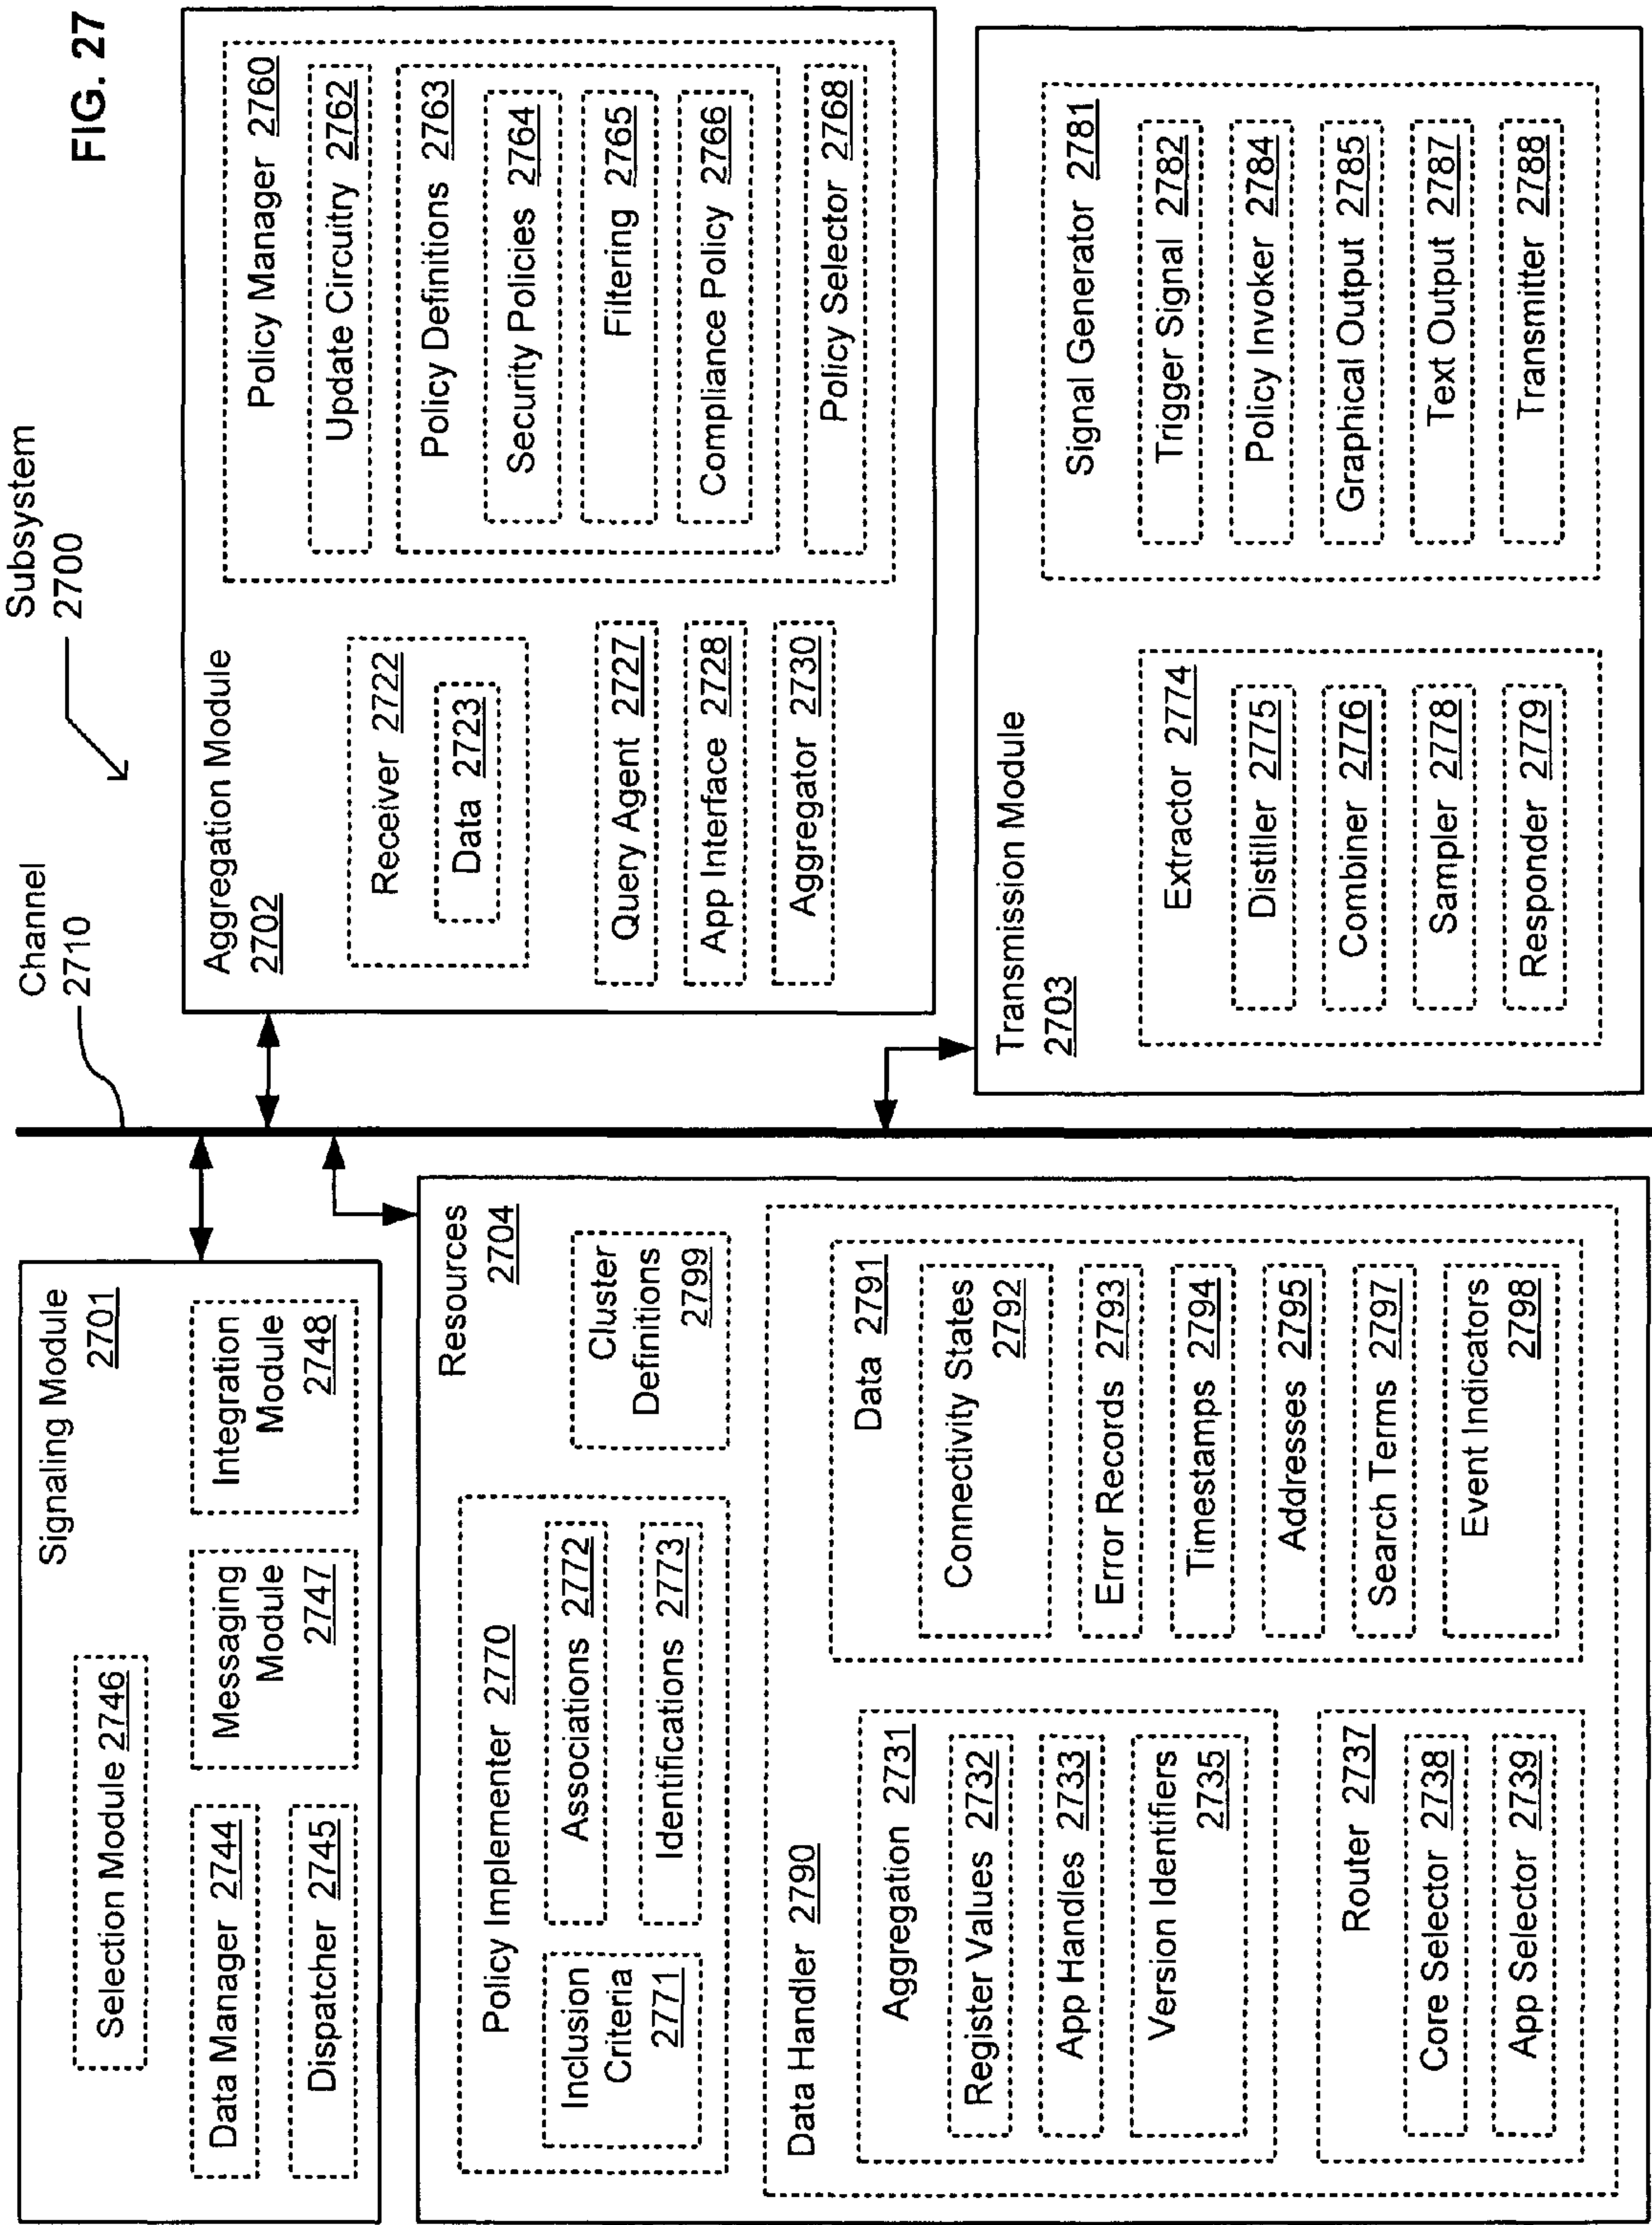 FIG. 27
Subsystem
2700
Channel
2710
Signaling Module
2701
Selection Module 2746
Data Manager 2744
Dispatcher 2745
Messaging
Module
2747
Integration
Module
2748
Aggregation Module
2702
Receiver 2722
Data 2723
Query Agent 2727
App Interface 2728
Aggregator 2730
Policy Manager 2760
Update Circuitry 2762
Policy Definitions 2763
Security Policies 2764
Filtering 2765
Compliance Policy 2766
Policy Selector 2768
Resources
2704
Policy Implementer 2770
Inclusion
Criteria
2771
Associations 2772
Identifications 2773
Cluster
Definitions
2799
Data Handler 2790
Aggregation 2731
Register Values 2732
App Handles 2733
Version Identifiers
2735
Router 2737
Core Selector 2738
App Selector 2739
Data 2791
Connectivity States
2792
Error Records 2793
Timestamps 2794
Addresses 2795
Search Terms 2797
Event Indicators
2798
Transmission Module
2703
Extractor 2774
Distiller 2775
Combiner 2776
Sampler 2778
Responder 2779
Signal Generator 2781
Trigger Signal 2782
Policy Invoker 2784
Graphical Output 2785
Text Output 2787
Transmitter 2788